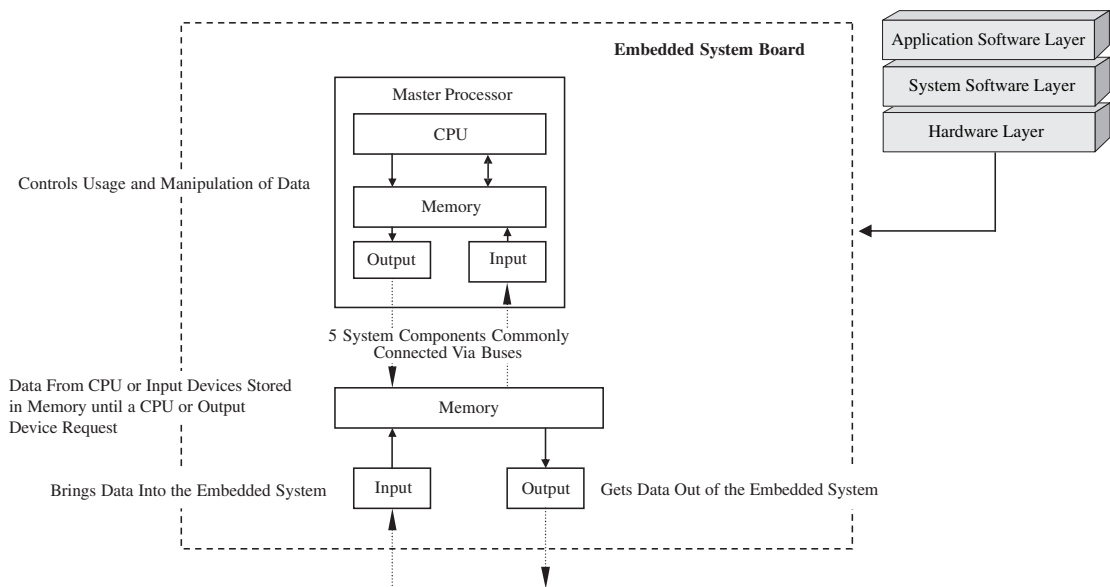 Embedded System Board
Application Software Layer
System Software Layer
Hardware Layer
Master Processor
CPU
Controls Usage and Manipulation of Data
Memory
Output
Input
5 System Components Commonly
Connected Via Buses
Data From CPU or Input Devices Stored
in Memory until a CPU or Output
Device Request
Memory
Brings Data Into the Embedded System
Input
Output
Gets Data Out of the Embedded System